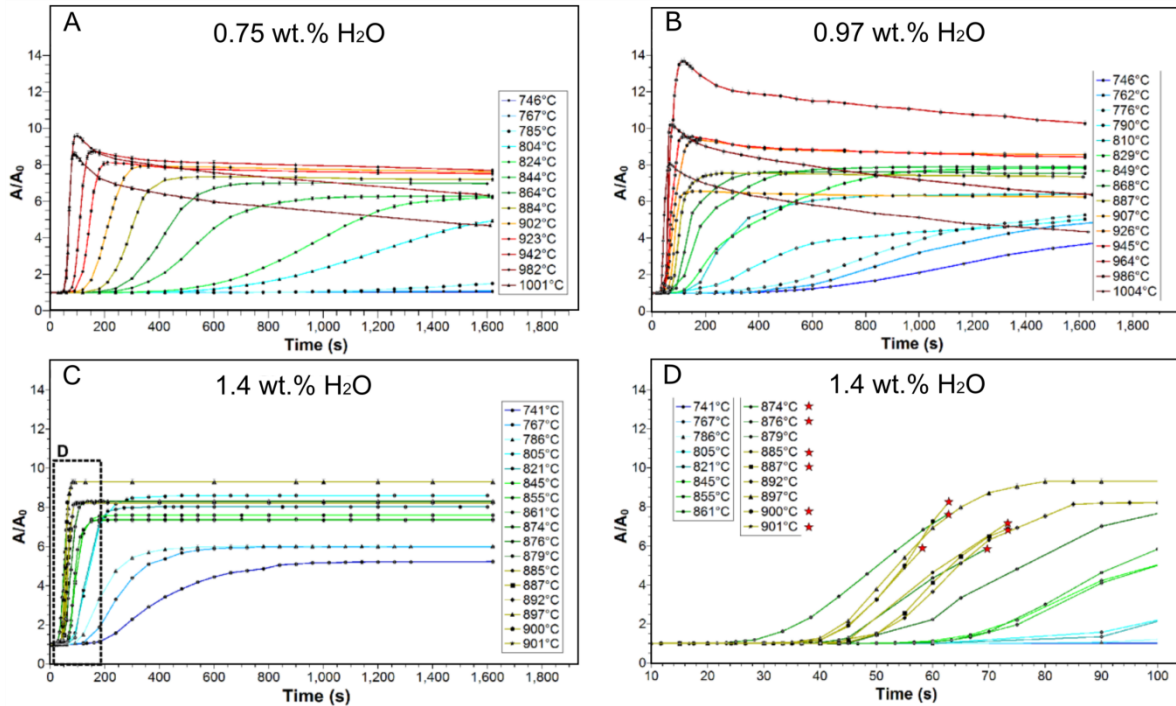 A
0.75 wt.% H₂O
A/A₀
14
12
10
8
6
4
2
0
0 200 400 600 800 1,000 1,200 1,400 1,600 1,800
Time (s)
746°C
767°C
785°C
804°C
824°C
844°C
864°C
884°C
902°C
923°C
942°C
982°C
1001°C
B
0.97 wt.% H₂O
A/A₀
14
12
10
8
6
4
2
0
0 200 400 600 800 1,000 1,200 1,400 1,600 1,800
Time (s)
746°C
762°C
776°C
790°C
810°C
829°C
849°C
868°C
887°C
907°C
926°C
945°C
964°C
986°C
1004°C
C
1.4 wt.% H₂O
A/A₀
14
12
10
8
6
4
2
0
D
0 200 400 600 800 1,000 1,200 1,400 1,600 1,800
Time (s)
741°C
767°C
786°C
805°C
821°C
845°C
855°C
861°C
874°C
876°C
879°C
885°C
887°C
892°C
897°C
900°C
901°C
D
1.4 wt.% H₂O
A/A₀
14
12
10
8
6
4
2
0
10 20 30 40 50 60 70 80 90 100
Time (s)
741°C
767°C
786°C
805°C
821°C
845°C
855°C
861°C
874°C
876°C
879°C
885°C
887°C
892°C
897°C
900°C
901°C